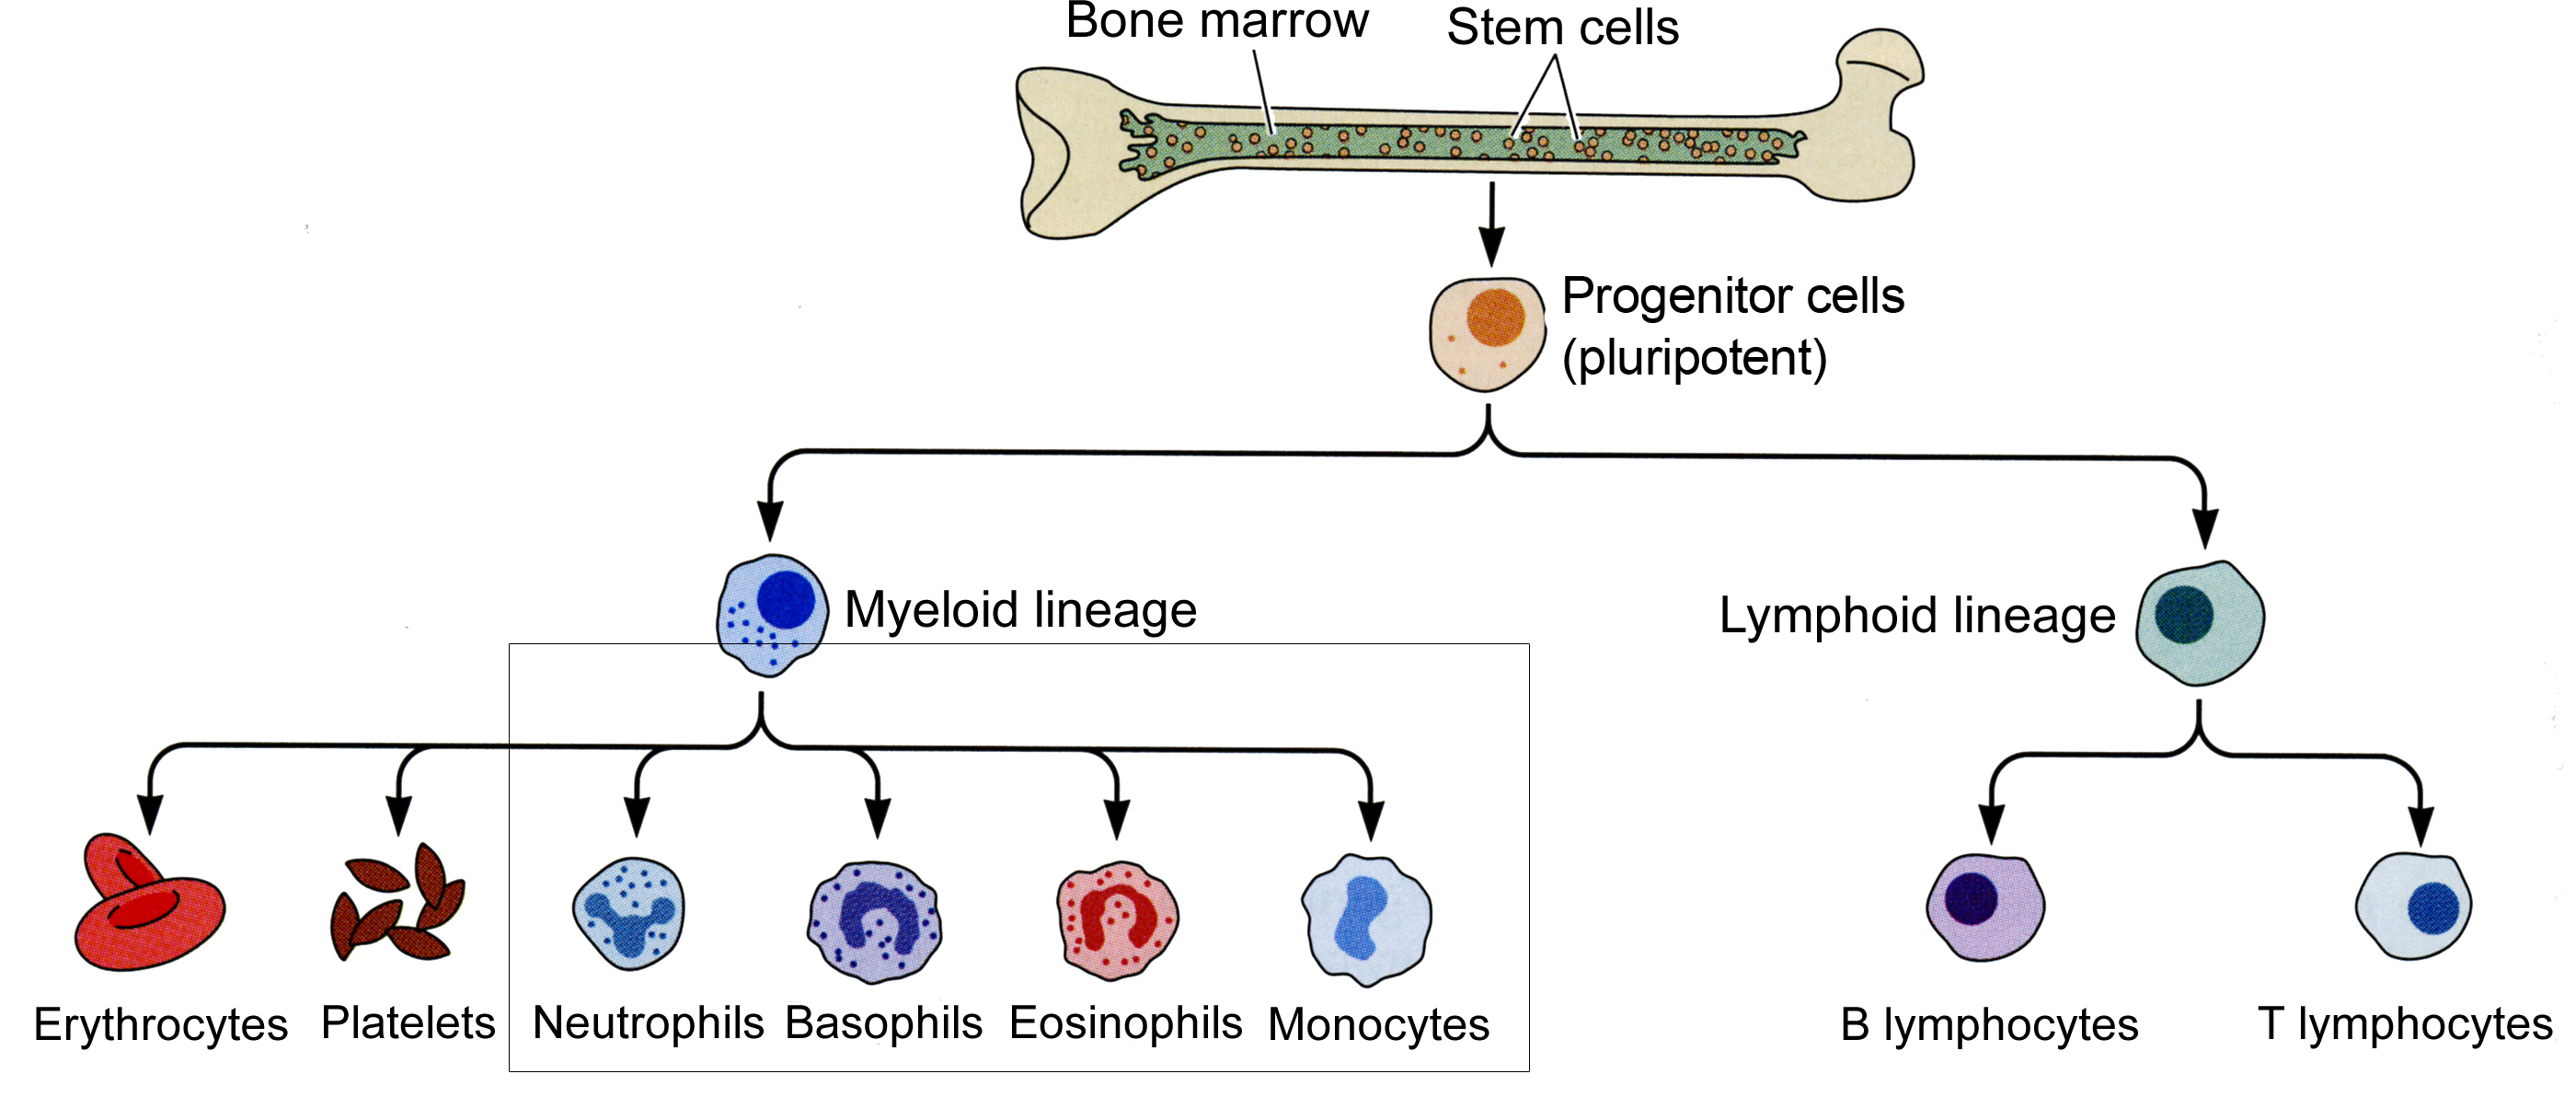 Bone marrow
Stem cells
Progenitor cells
(pluripotent)
Myeloid lineage
Lymphoid lineage
Erythrocytes
Platelets
Neutrophils
Basophils
Eosinophils
Monocytes
B lymphocytes
T lymphocytes